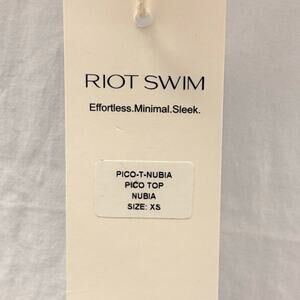 RIOT SWIM
Effortless.Minimal.Sleek.
PICO-T-NUBIA
PICO TOP
NUBIA
SIZE: XS